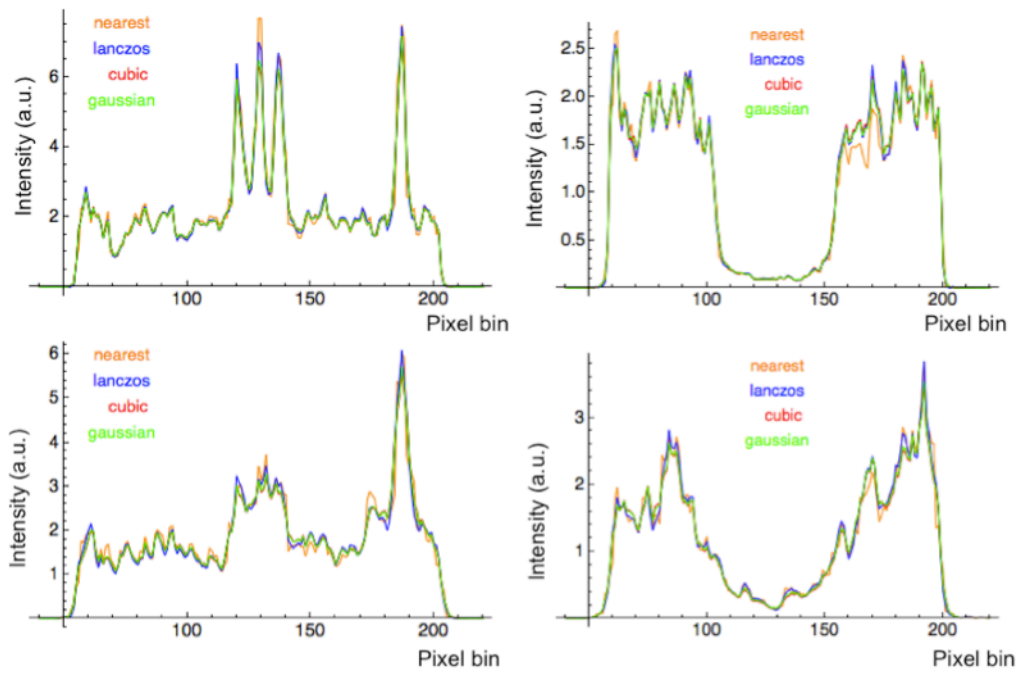 nearest
lanczos
cubic
gaussian
Intensity (a.u.)
6
4
2
100
150
200
Pixel bin
nearest
lanczos
cubic
gaussian
Intensity (a.u.)
2.5
2.0
1.5
1.0
0.5
100
150
200
Pixel bin
nearest
lanczos
cubic
gaussian
Intensity (a.u.)
6
5
4
3
2
1
100
150
200
Pixel bin
nearest
lanczos
cubic
gaussian
Intensity (a.u.)
3
2
1
100
150
200
Pixel bin